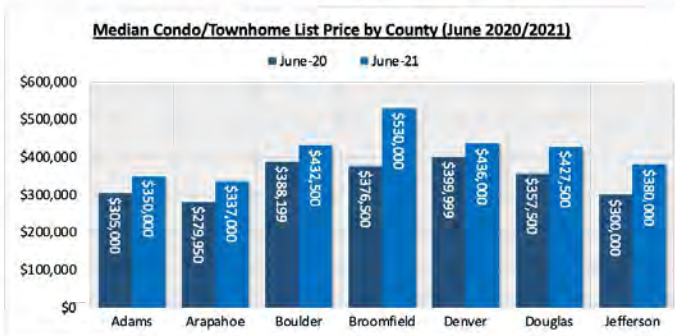 Median Condo/Townhome List Price by County (June 2020/2021)
June-20 June-21
$600,000
$500,000
$400,000
$300,000
$200,000
$100,000
$0
$305,000 $350,000 $279,950 $337,000 $388,199 $432,500 $376,500 $530,000 $399,999 $436,000 $357,500 $427,500 $300,000 $380,000
Adams Arapahoe Boulder Broomfield Denver Douglas Jefferson